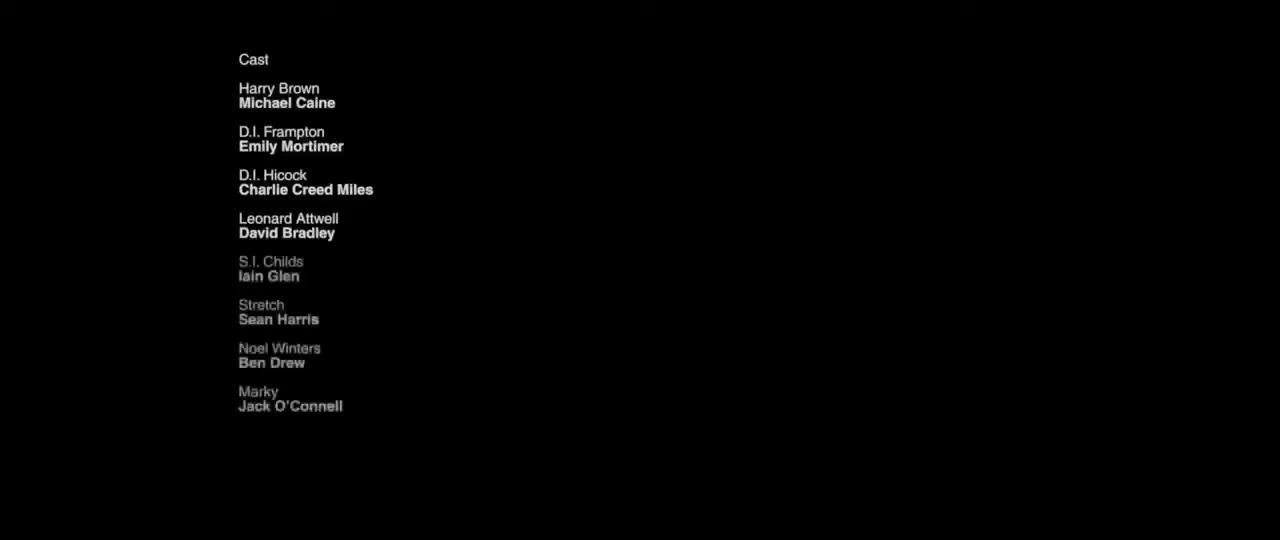 Cast
Harry Brown
Michael Caine
D.I. Frampton
Emily Mortimer
D.I. Hicock
Charlie Creed Miles
Leonard Attwell
David Bradley
S.I. Childs
Iain Glen
Stretch
Sean Harris
Noel Winters
Ben Drew
Marky
Jack O'Connell